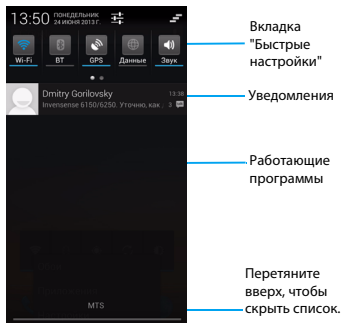 13:50 ПОНЕДЕЛЬНИК
24 ИЮНЯ 2013 Г.
Wi-Fi BT GPS Данные Звук
Dmitry Gorilovsky 13:38
Invensense 6150/6250. Уточню, как . 3
MTS
Вкладка
"Быстрые
настройки"
Уведомления
Работающие
программы
Перетяните
вверх, чтобы
скрыть список.